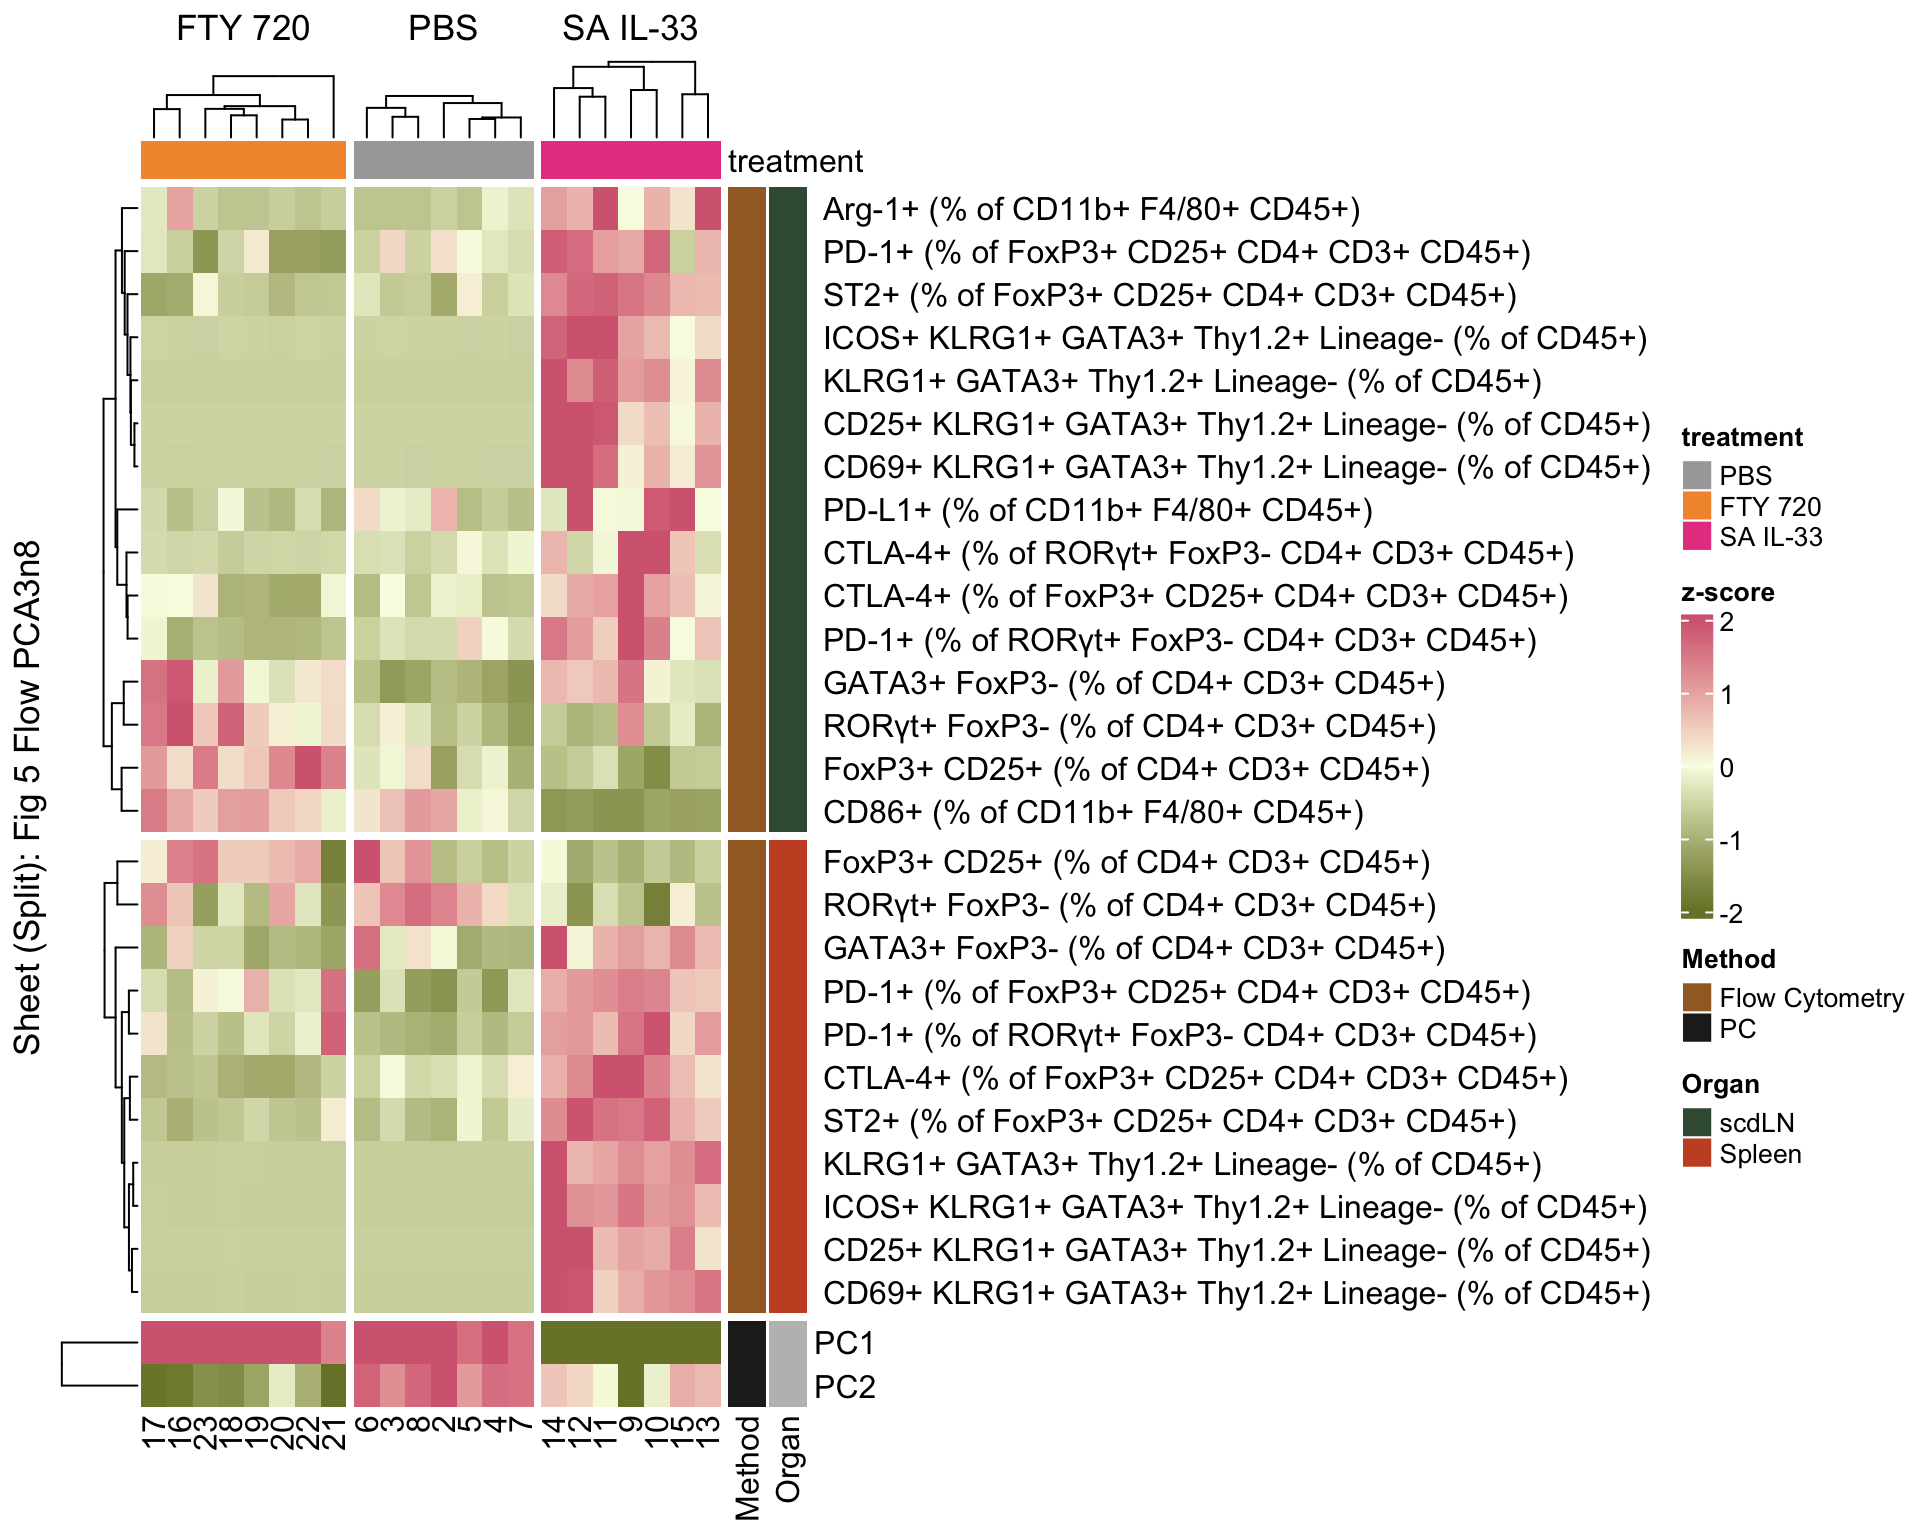 FTY 720 PBS SA IL-33
treatment
Arg-1+ (% of CD11b+ F4/80+ CD45+)
PD-1+ (% of FoxP3+ CD25+ CD4+ CD3+ CD45+)
ST2+ (% of FoxP3+ CD25+ CD4+ CD3+ CD45+)
ICOS+ KLRG1+ GATA3+ Thy1.2+ Lineage- (% of CD45+)
KLRG1+ GATA3+ Thy1.2+ Lineage- (% of CD45+)
CD25+ KLRG1+ GATA3+ Thy1.2+ Lineage- (% of CD45+)
CD69+ KLRG1+ GATA3+ Thy1.2+ Lineage- (% of CD45+)
PD-L1+ (% of CD11b+ F4/80+ CD45+)
CTLA-4+ (% of RORγt+ FoxP3- CD4+ CD3+ CD45+)
CTLA-4+ (% of FoxP3+ CD25+ CD4+ CD3+ CD45+)
PD-1+ (% of RORγt+ FoxP3- CD4+ CD3+ CD45+)
GATA3+ FoxP3- (% of CD4+ CD3+ CD45+)
RORγt+ FoxP3- (% of CD4+ CD3+ CD45+)
FoxP3+ CD25+ (% of CD4+ CD3+ CD45+)
CD86+ (% of CD11b+ F4/80+ CD45+)
FoxP3+ CD25+ (% of CD4+ CD3+ CD45+)
RORγt+ FoxP3- (% of CD4+ CD3+ CD45+)
GATA3+ FoxP3- (% of CD4+ CD3+ CD45+)
PD-1+ (% of FoxP3+ CD25+ CD4+ CD3+ CD45+)
PD-1+ (% of RORγt+ FoxP3- CD4+ CD3+ CD45+)
CTLA-4+ (% of FoxP3+ CD25+ CD4+ CD3+ CD45+)
ST2+ (% of FoxP3+ CD25+ CD4+ CD3+ CD45+)
KLRG1+ GATA3+ Thy1.2+ Lineage- (% of CD45+)
ICOS+ KLRG1+ GATA3+ Thy1.2+ Lineage- (% of CD45+)
CD25+ KLRG1+ GATA3+ Thy1.2+ Lineage- (% of CD45+)
CD69+ KLRG1+ GATA3+ Thy1.2+ Lineage- (% of CD45+)
PC1
PC2
Sheet (Split): Fig 5 Flow PCA3n8
17 16 23 18 19 20 22 21 6 3 8 2 5 4 7 14 12 11 9 10 15 13
Method
Organ
treatment
PBS
FTY 720
SA IL-33
z-score
2
1
0
-1
-2
Method
Flow Cytometry
PC
Organ
scdLN
Spleen